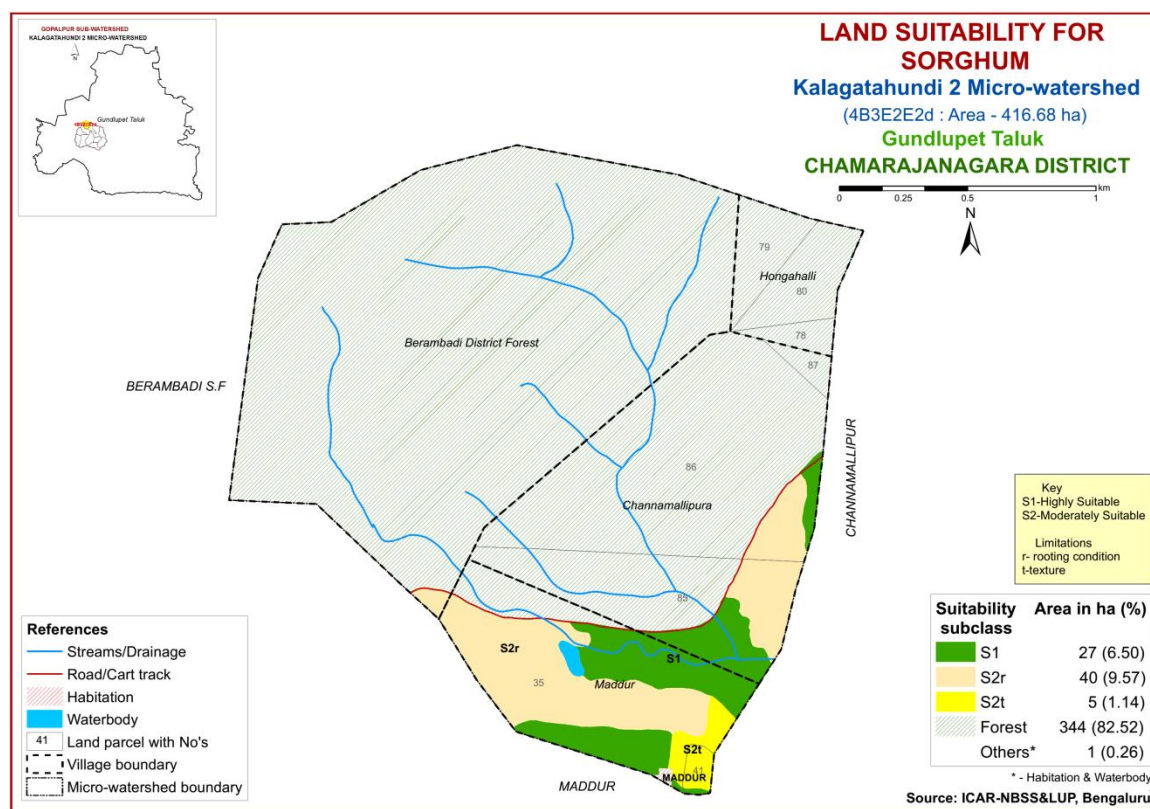 GOPALPUR SUB-WATERSHED
KALAGATAHUNDI 2 MICRO-WATERSHED
N
Gundlupet Taluk
LAND SUITABILITY FOR
SORGHUM
Kalagatahundi 2 Micro-watershed
(4B3E2E2d : Area - 416.68 ha)
Gundlupet Taluk
CHAMARAJANAGARA DISTRICT
km
0 0.25 0.5 1
N
79
Hongahalli
80
78
87
Berambadi District Forest
BERAMBADI S.F
CHANNAMALLIPUR
86
Channamallipura
85
S2r
S1
35
Maddur
S2t
41
MADDUR
MADDUR
Key
S1-Highly Suitable
S2-Moderately Suitable
Limitations
r- rooting condition
t-texture
References
Streams/Drainage
Road/Cart track
Habitation
Waterbody
41 Land parcel with No's
Village boundary
Micro-watershed boundary
Suitability Area in ha (%)
subclass
S1 27 (6.50)
S2r 40 (9.57)
S2t 5 (1.14)
Forest 344 (82.52)
Others* 1 (0.26)
* - Habitation & Waterbody
Source: ICAR-NBSS&LUP, Bengaluru